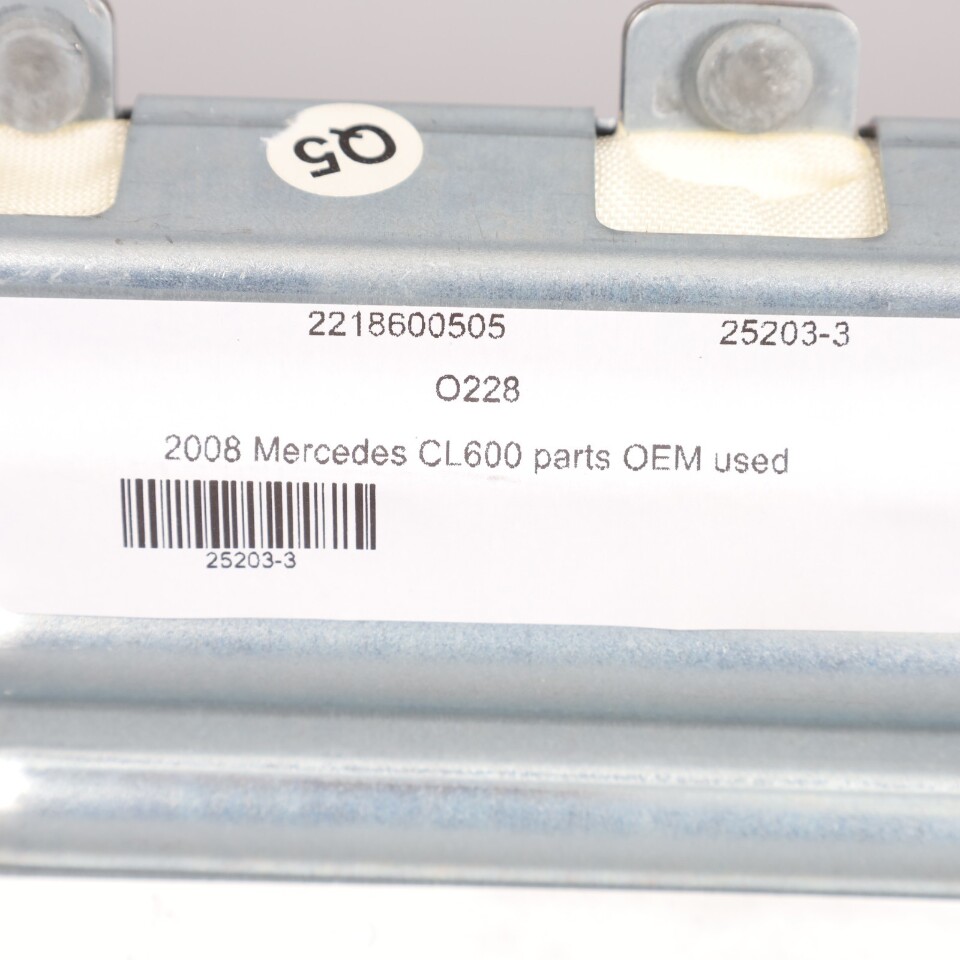 Q5
2218600505 25203-3
O228
2008 Mercedes CL600 parts OEM used
25203-3